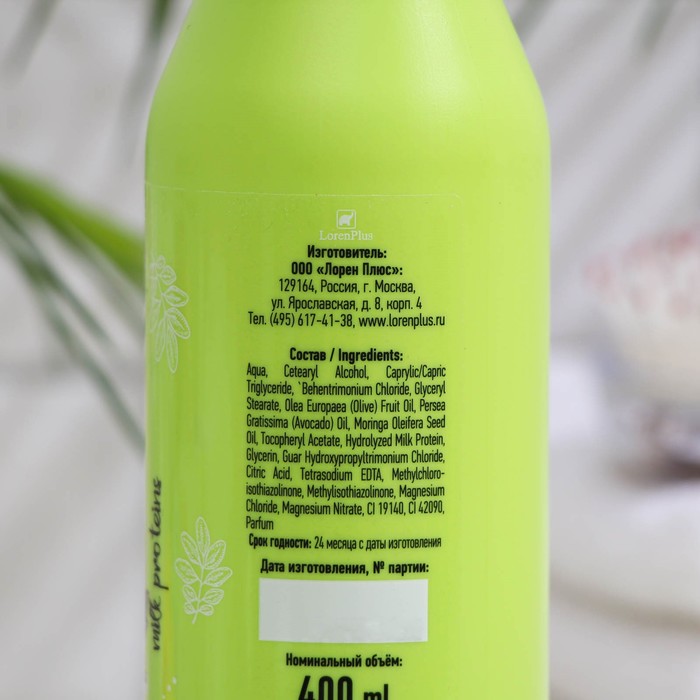 LorenPlus
Изготовитель:
ООО «Лорен Плюс»:
129164, Россия, г. Москва,
ул. Ярославская, д. 8, корп. 4
Тел. (495) 617-41-38, www.lorenplus.ru
Состав / Ingredients:
Aqua, Cetearyl Alcohol, Caprylic/Capric
Triglyceride, `Behentrimonium Chloride, Glyceryl
Stearate, Olea Europaea (Olive) Fruit Oil, Persea
Gratissima (Avocado) Oil, Moringa Oleifera Seed
Oil, Tocopheryl Acetate, Hydrolyzed Milk Protein,
Glycerin, Guar Hydroxypropyltrimonium Chloride,
Citric Acid, Tetrasodium EDTA, Methylchloro-
isothiazolinone, Methylisothiazolinone, Magnesium
Chloride, Magnesium Nitrate, CI 19140, CI 42090,
Parfum
Срок годности: 24 месяца с даты изготовления
Дата изготовления, № партии:
Номинальный объём:
400 ml
milk proteins